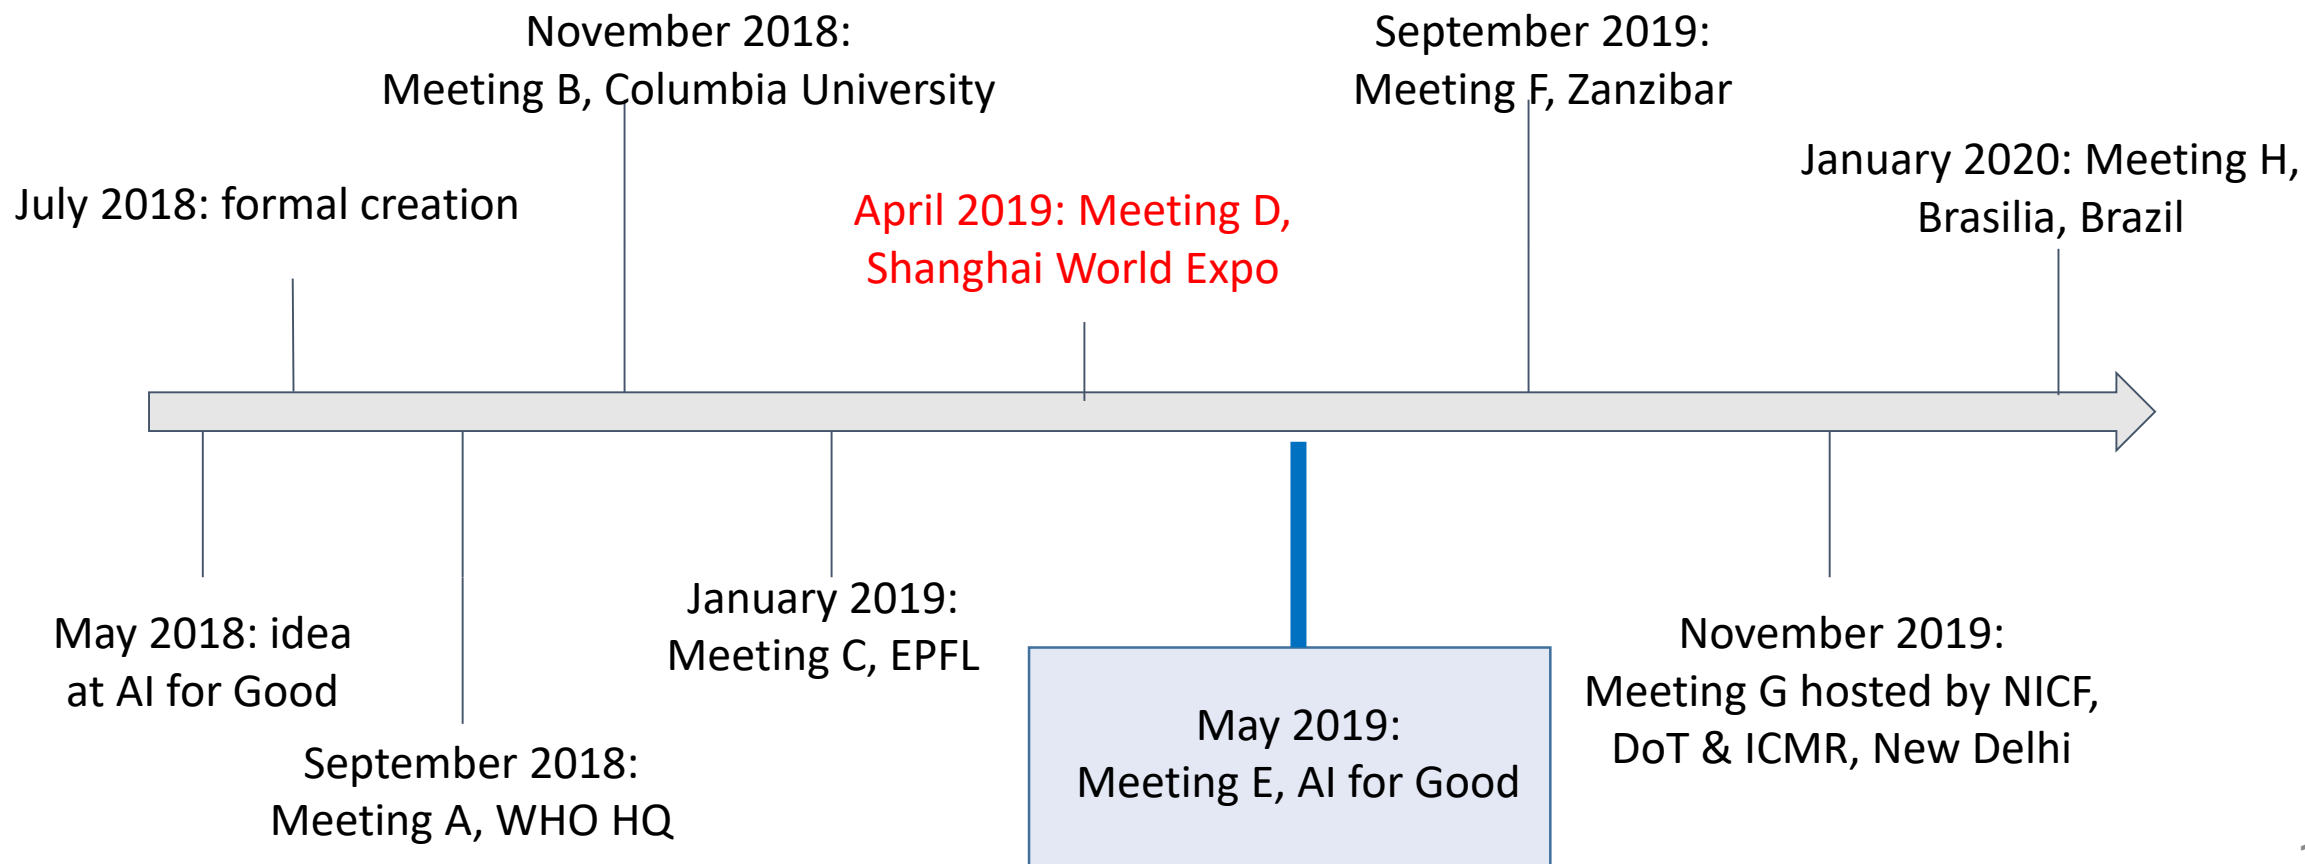 November 2018:
Meeting B, Columbia University
September 2019:
Meeting F, Zanzibar
January 2020: Meeting H,
Brasilia, Brazil
July 2018: formal creation
April 2019: Meeting D,
Shanghai World Expo
May 2018: idea
at AI for Good
September 2018:
Meeting A, WHO HQ
January 2019:
Meeting C, EPFL
May 2019:
Meeting E, AI for Good
November 2019:
Meeting G hosted by NICF,
DoT & ICMR, New Delhi